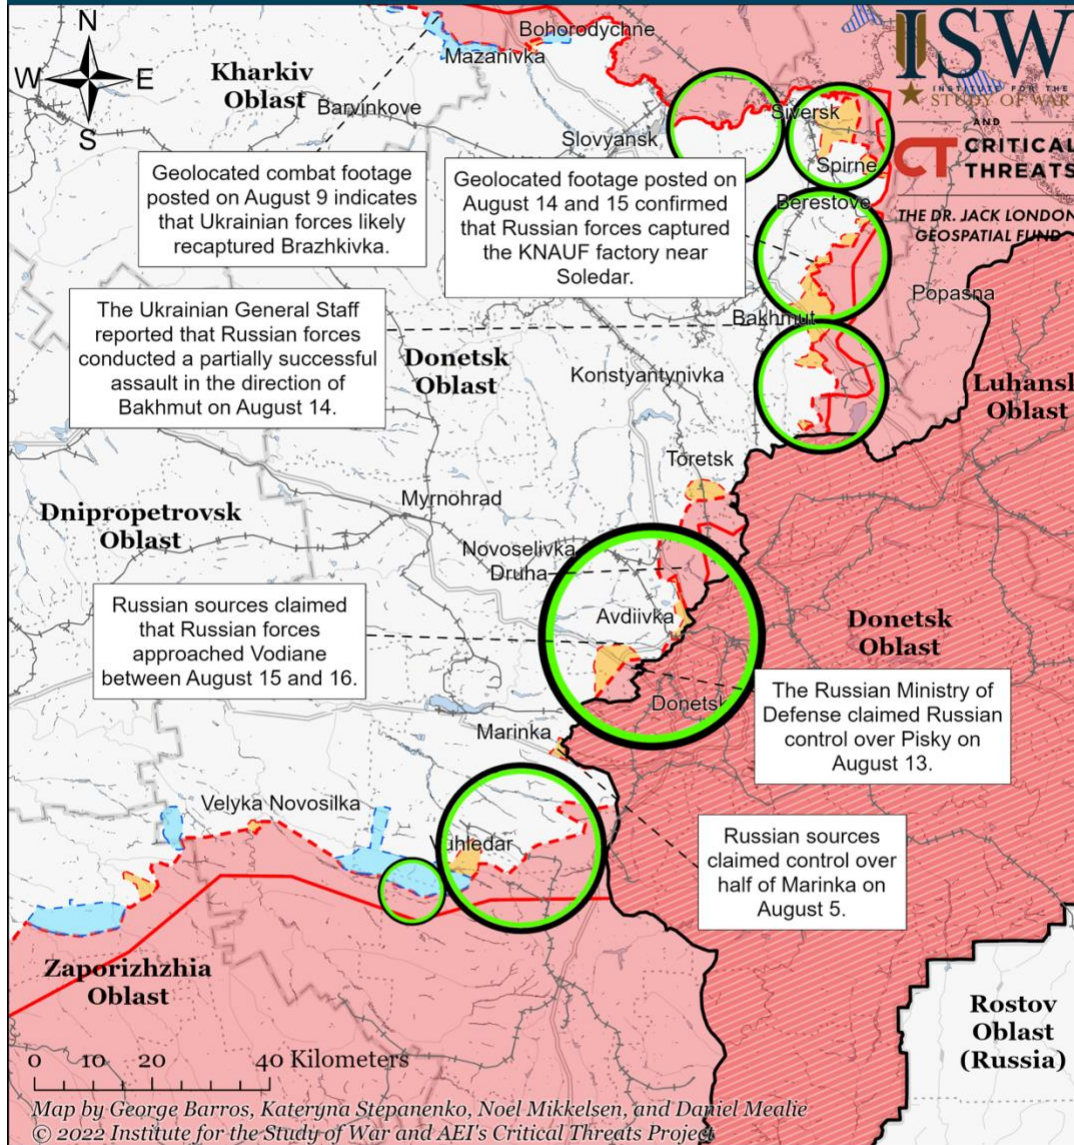 N
W
E
S
Bohorodychne
Mazanivka
Kharkiv
Oblast
Barvinkove
Slovyansk
Siversk
Spirne
Berestove
ISW
INSTITUTE FOR THE
STUDY OF WAR
AND
CT CRITICAL
THREATS
THE DR. JACK LONDON
GEOSPATIAL FUND
Geolocated combat footage
posted on August 9 indicates
that Ukrainian forces likely
recaptured Brazhkivka.
Geolocated footage posted on
August 14 and 15 confirmed
that Russian forces captured
the KNAUF factory near
Soledar.
The Ukrainian General Staff
reported that Russian forces
conducted a partially successful
assault in the direction of
Bakhmut on August 14.
Popasna
Bakhmut
Donetsk
Oblast
Konstyantynivka
Luhansk
Oblast
Toretsk
Myrnohrad
Dnipropetrovsk
Oblast
Novoselivka
Druha
Avdiivka
Donetsk
Oblast
Russian sources claimed
that Russian forces
approached Vodiane
between August 15 and 16.
Donetsk
The Russian Ministry of
Defense claimed Russian
control over Pisky on
August 13.
Marinka
Velyka Novosilka
Vuhledar
Russian sources
claimed control over
half of Marinka on
August 5.
Zaporizhzhia
Oblast
Rostov
Oblast
(Russia)
0 10 20 40 Kilometers
Map by George Barros, Kateryna Stepanenko, Noel Mikkelsen, and Daniel Mealie
© 2022 Institute for the Study of War and AEI's Critical Threats Project